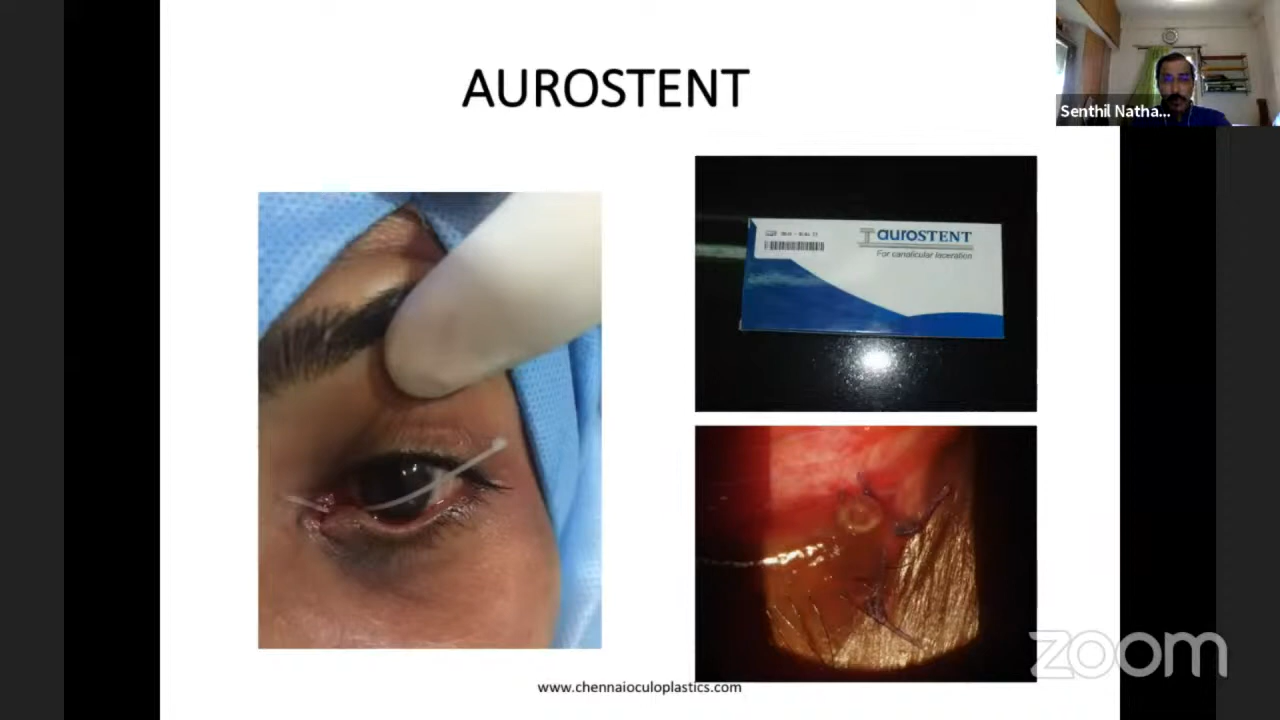 AUROSTENT
Senthil Natha...
auroSTENT
For canalicular laceration
www.chennaioculoplastics.com
zoom